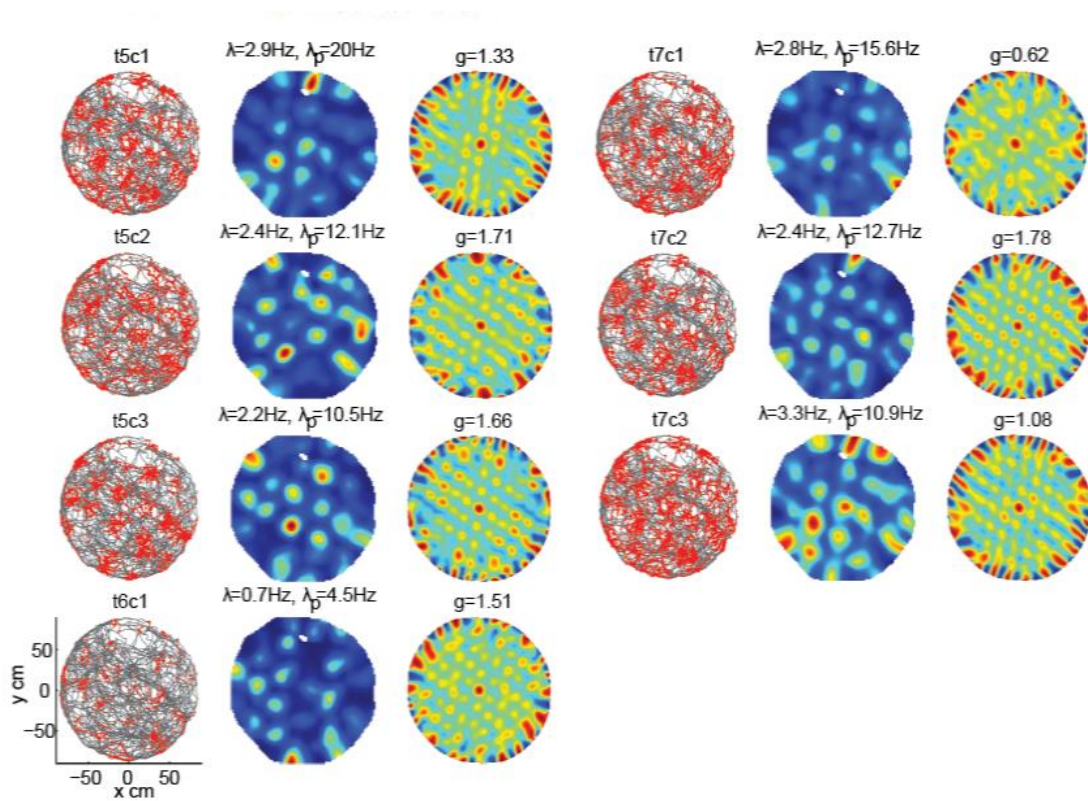 t5c1 λ=2.9Hz, λp=20Hz g=1.33 t7c1 λ=2.8Hz, λp=15.6Hz g=0.62
t5c2 λ=2.4Hz, λp=12.1Hz g=1.71 t7c2 λ=2.4Hz, λp=12.7Hz g=1.78
t5c3 λ=2.2Hz, λp=10.5Hz g=1.66 t7c3 λ=3.3Hz, λp=10.9Hz g=1.08
t6c1 λ=0.7Hz, λp=4.5Hz g=1.51
50
0
−50
y cm
−50 0 50
x cm